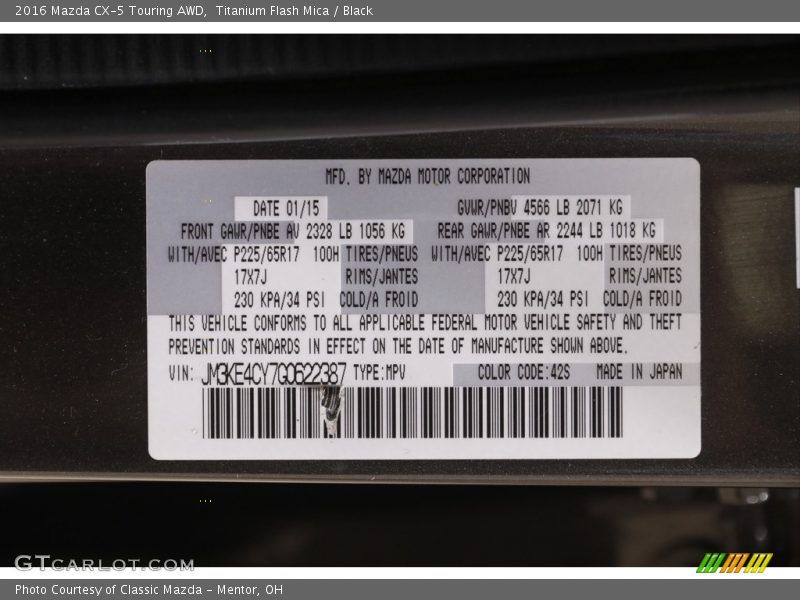 2016 Mazda CX-5 Touring AWD,  Titanium Flash Mica / Black
MFD. BY MAZDA MOTOR CORPORATION
DATE 01/15 GVWR/PNBV 4566 LB 2071 KG
FRONT GAWR/PNBE AV 2328 LB 1056 KG REAR GAWR/PNBE AR 2244 LB 1018 KG
WITH/AVEC P225/65R17 100H TIRES/PNEUS WITH/AVEC P225/65R17 100H TIRES/PNEUS
17X7J RIMS/JANTES 17X7J RIMS/JANTES
230 KPA/34 PSI COLD/A FROID 230 KPA/34 PSI COLD/A FROID
THIS VEHICLE CONFORMS TO ALL APPLICABLE FEDERAL MOTOR VEHICLE SAFETY AND THEFT
PREVENTION STANDARDS IN EFFECT ON THE DATE OF MANUFACTURE SHOWN ABOVE.
VIN: JM3KE4CY7G0622387 TYPE:MPV COLOR CODE:42S MADE IN JAPAN
GTCARLOT.COM
Photo Courtesy of Classic Mazda - Mentor, OH